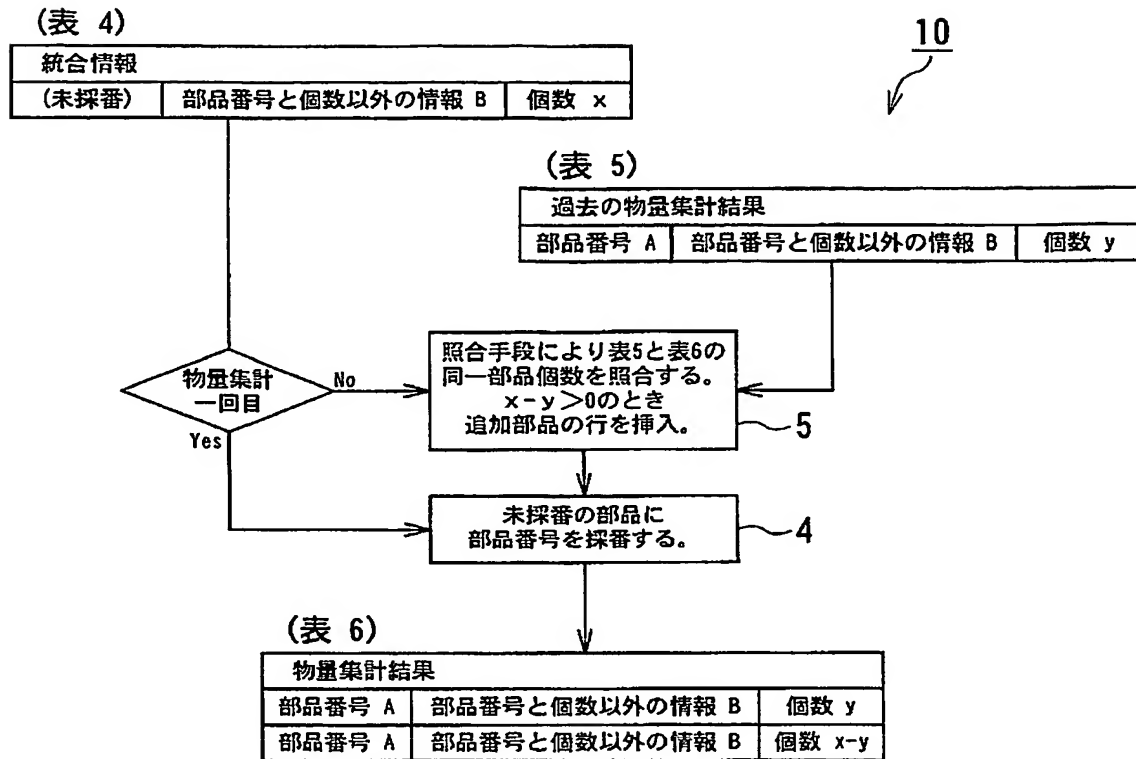 (表 4)
10
統合情報
(未採番) 部品番号と個数以外の情報 B 個数 x
(表 5)
過去の物量集計結果
部品番号 A 部品番号と個数以外の情報 B 個数 y
物量集計
一回目
No
Yes
照合手段により表5と表6の
同一部品個数を照合する。
x-y>0のとき
追加部品の行を挿入。
5
未採番の部品に
部品番号を採番する。
4
(表 6)
物量集計結果
部品番号 A 部品番号と個数以外の情報 B 個数 y
部品番号 A 部品番号と個数以外の情報 B 個数 x-y